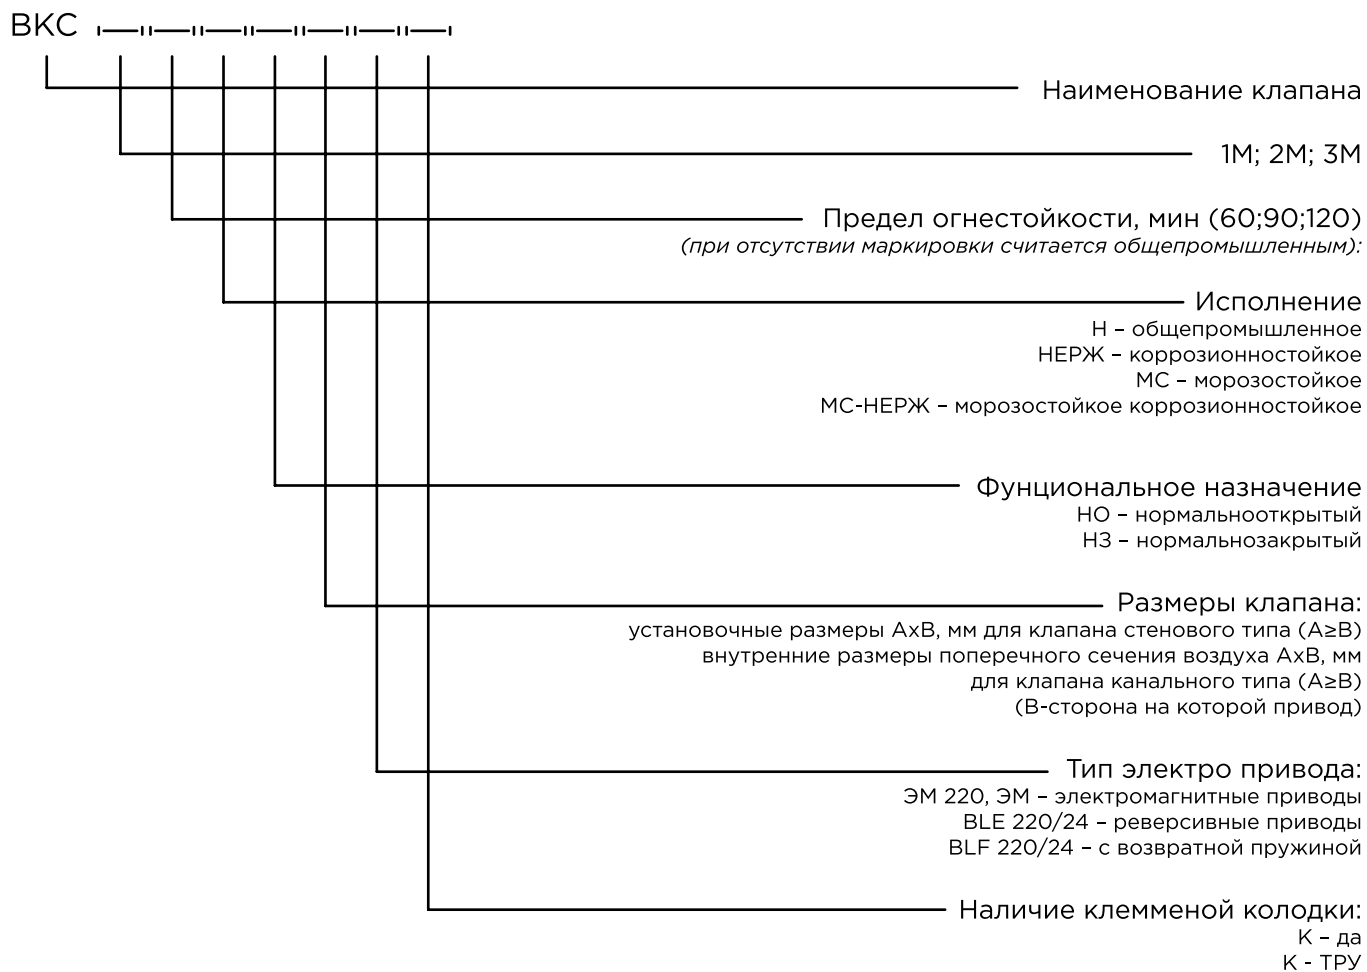 ВКС
Наименование клапана
1М; 2М; 3М
Предел огнестойкости, мин (60;90;120)
(при отсутствии маркировки считается общепромышленным):
Исполнение
Н – общепромышленное
НЕРЖ – коррозионностойкое
МС – морозостойкое
МС-НЕРЖ – морозостойкое коррозионностойкое
Фунциональное назначение
НО – нормальнооткрытый
НЗ – нормальнозакрытый
Размеры клапана:
установочные размеры АхВ, мм для клапана стенового типа (А≥В)
внутренние размеры поперечного сечения воздуха АхВ, мм
для клапана канального типа (А≥В)
(В-сторона на которой привод)
Тип электро привода:
ЭМ 220, ЭМ – электромагнитные приводы
BLE 220/24 – реверсивные приводы
BLF 220/24 – с возвратной пружиной
Наличие клемменой колодки:
К – да
К - ТРУ